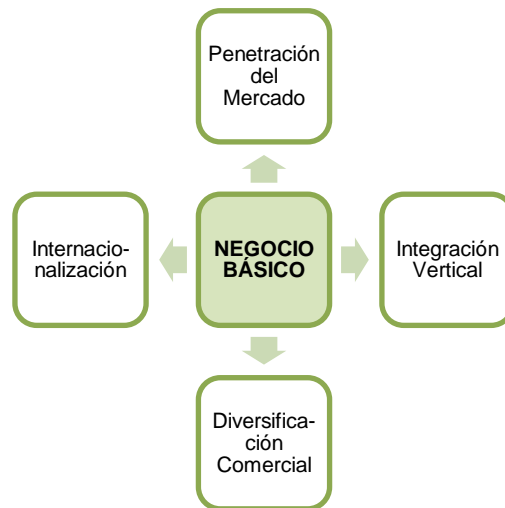 Penetración
del
Mercado
Internacio-
nalización
NEGOCIO
BÁSICO
Integración
Vertical
Diversifica-
ción
Comercial